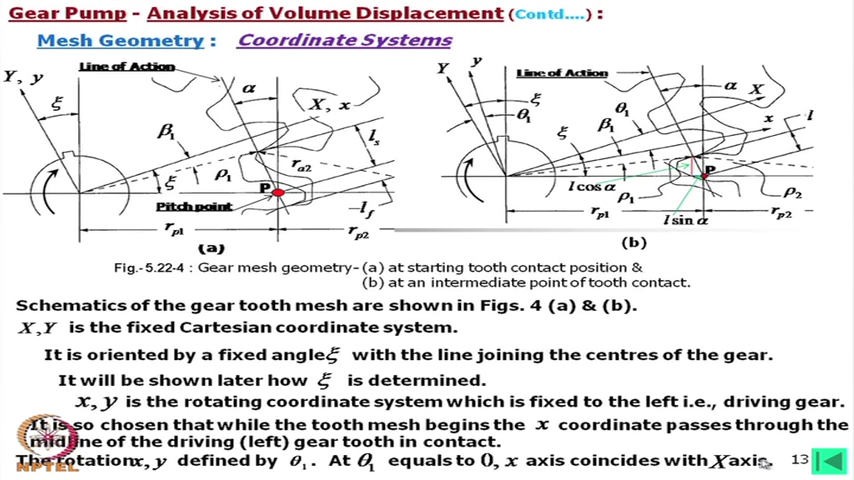 Gear Pump - Analysis of Volume Displacement (Contd....) :
Mesh Geometry : Coordinate Systems
Y, y
ξ
Line of Action
α
X, x
β1
ls
ρ1
ra2
ξ
P
Pitch point
-lf
rp1
rp2
(a)
Y
y
Line of Action
ξ
θ1
α
X
θ1
β1
ξ
x
l
P
l cos α
ρ1
ρ2
rp1
rp2
l sin α
(b)
Fig.-5.22-4 : Gear mesh geometry- (a) at starting tooth contact position &
(b) at an intermediate point of tooth contact.
Schematics of the gear tooth mesh are shown in Figs. 4 (a) & (b).
X,Y is the fixed Cartesian coordinate system.
It is oriented by a fixed angle ξ with the line joining the centres of the gear.
It will be shown later how ξ is determined.
x, y is the rotating coordinate system which is fixed to the left i.e., driving gear.
It is so chosen that while the tooth mesh begins the x coordinate passes through the
midline of the driving (left) gear tooth in contact.
The rotation x, y defined by θ1. At θ1 equals to 0, x axis coincides with X axis.
13
NPTEL